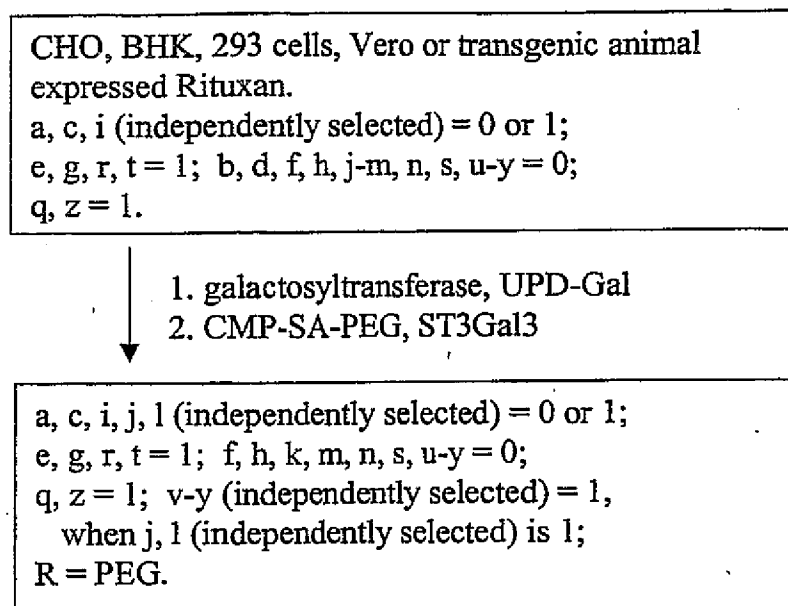 CHO, BHK, 293 cells, Vero or transgenic animal
expressed Rituxan.
a, c, i (independently selected) = 0 or 1;
e, g, r, t = 1; b, d, f, h, j-m, n, s, u-y = 0;
q, z = 1.
1. galactosyltransferase, UPD-Gal
2. CMP-SA-PEG, ST3Gal3
a, c, i, j, l (independently selected) = 0 or 1;
e, g, r, t = 1; f, h, k, m, n, s, u-y = 0;
q, z = 1; v-y (independently selected) = 1,
when j, l (independently selected) is 1;
R = PEG.